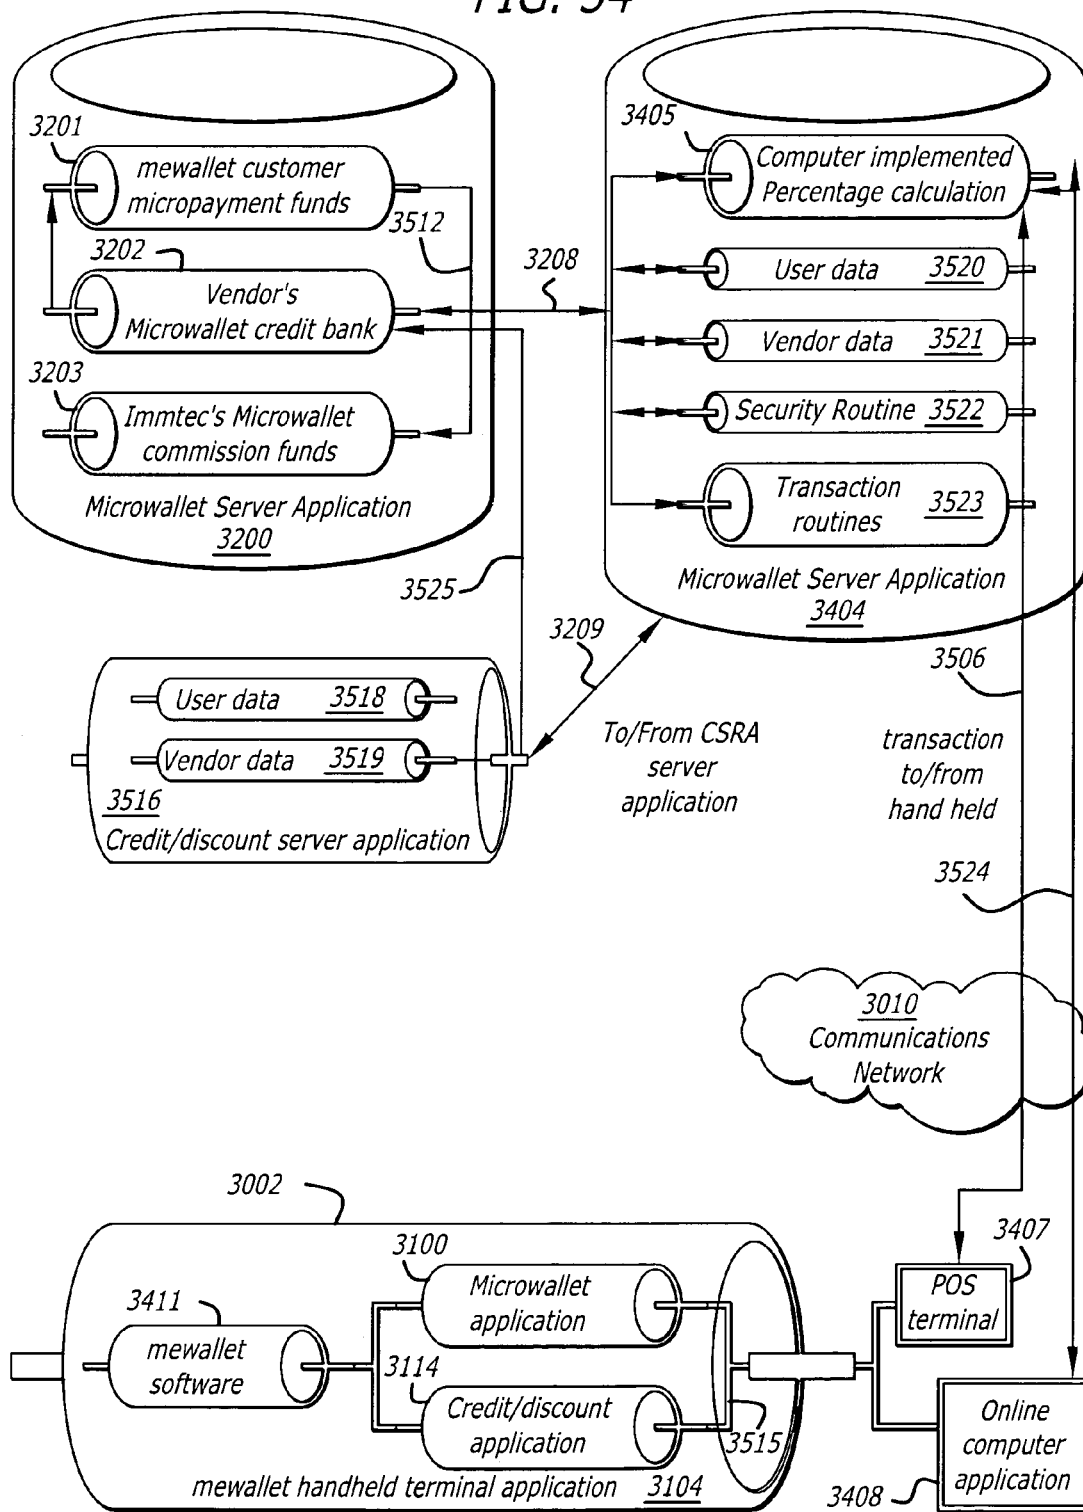 FIG. 34
3201
mewallet customer
micropayment funds
3512
3202
Vendor's
Microwallet credit bank
3203
Immtec's Microwallet
commission funds
Microwallet Server Application
3200
3208
3405
Computer implemented
Percentage calculation
User data 3520
Vendor data 3521
Security Routine 3522
Transaction
routines 3523
Microwallet Server Application
3404
3525
3209
3506
User data 3518
Vendor data 3519
3516
Credit/discount server application
To/From CSRA
server
application
transaction
to/from
hand held
3524
3010
Communications
Network
3002
3100
Microwallet
application
3411
mewallet
software
3114
Credit/discount
application
3515
mewallet handheld terminal application 3104
3407
POS
terminal
Online
computer
application
3408